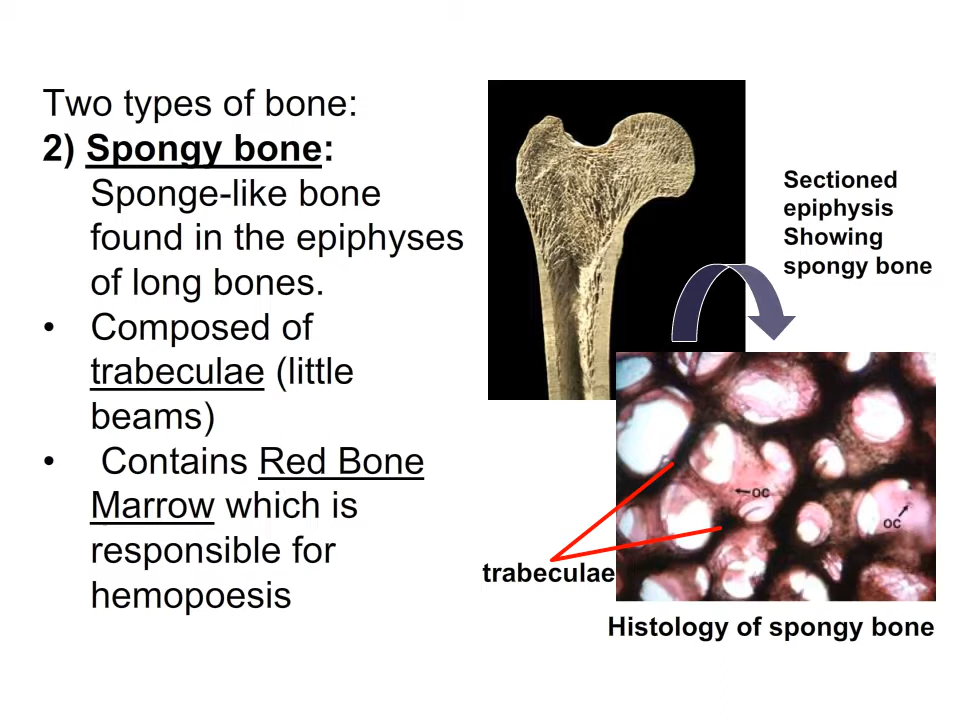 Two types of bone:
2) Spongy bone:
Sponge-like bone
found in the epiphyses
of long bones.
• Composed of
trabeculae (little
beams)
• Contains Red Bone
Marrow which is
responsible for
hemopoesis
Sectioned
epiphysis
Showing
spongy bone
oc
oc
trabeculae
Histology of spongy bone